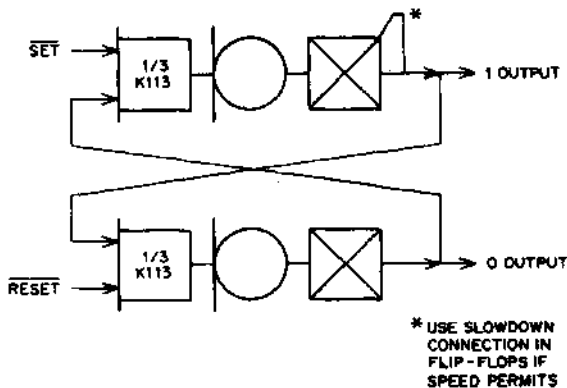 *
SET
1/3
K113
1 OUTPUT
1/3
K113
RESET
0 OUTPUT
* USE SLOWDOWN
CONNECTION IN
FLIP-FLOPS IF
SPEED PERMITS